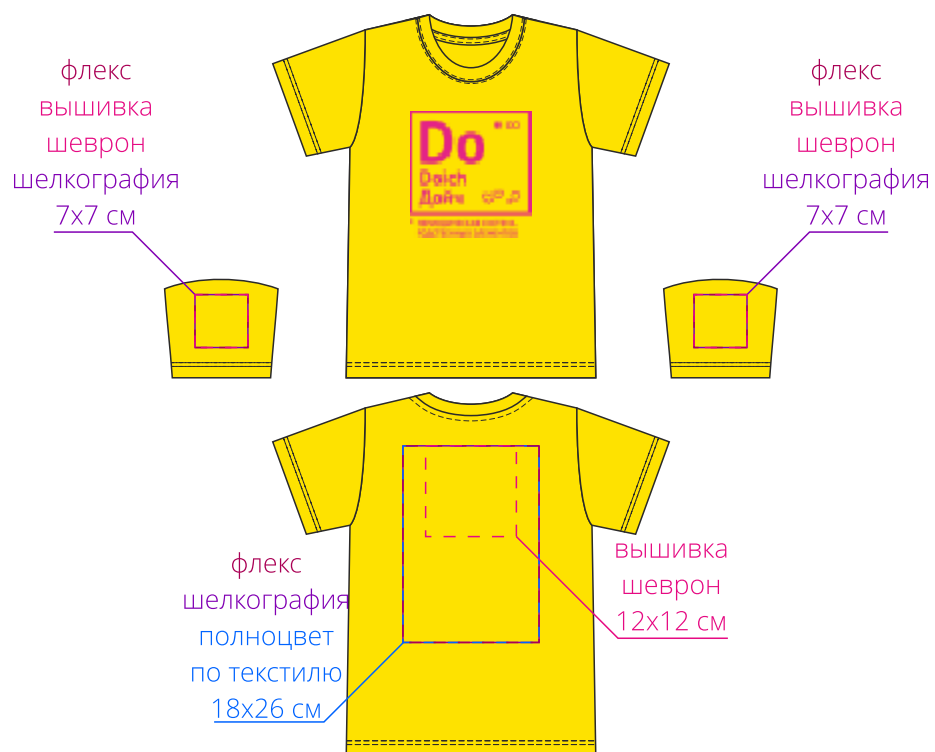 флекс
вышивка
шеврон
шелкография
7х7 см
флекс
вышивка
шеврон
шелкография
7х7 см
Do
Doich
Дойч
флекс
шелкография
полноцвет
по текстилю
18х26 см
вышивка
шеврон
12х12 см